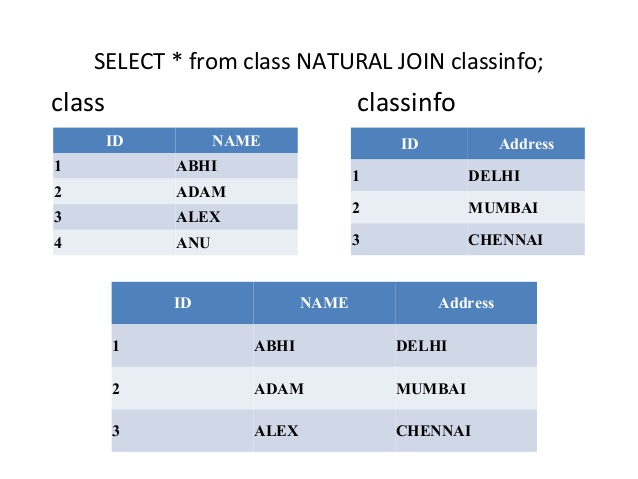 SELECT * from class NATURAL JOIN classinfo;
class
classinfo
ID NAME
1 ABHI
2 ADAM
3 ALEX
4 ANU
ID Address
1 DELHI
2 MUMBAI
3 CHENNAI
ID NAME Address
1 ABHI DELHI
2 ADAM MUMBAI
3 ALEX CHENNAI